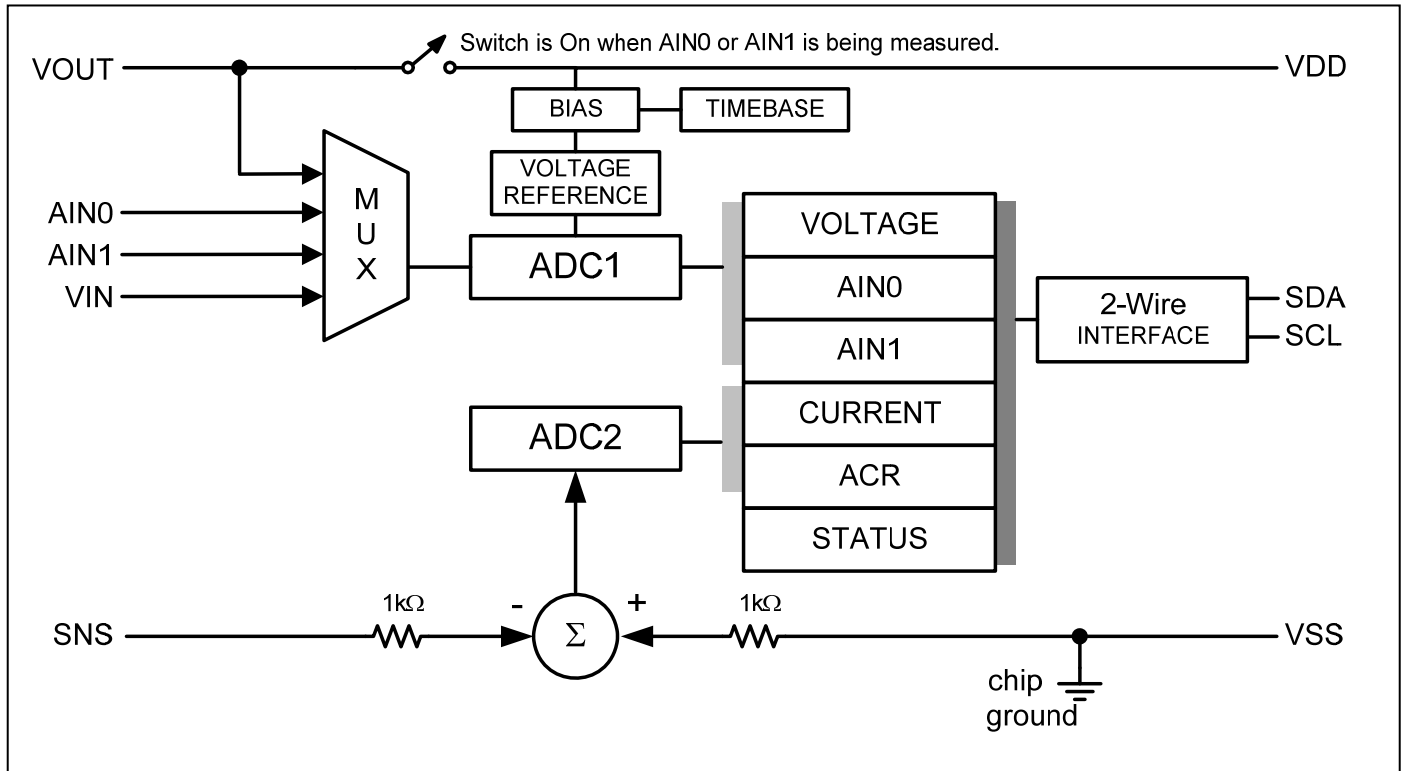 Switch is On when AIN0 or AIN1 is being measured.
VOUT
VDD
BIAS
TIMEBASE
VOLTAGE
REFERENCE
MUX
AIN0
AIN1
VIN
ADC1
VOLTAGE
AIN0
AIN1
CURRENT
ACR
STATUS
2-Wire
INTERFACE
SDA
SCL
ADC2
1kΩ
-
+
1kΩ
SNS
Σ
VSS
chip
ground